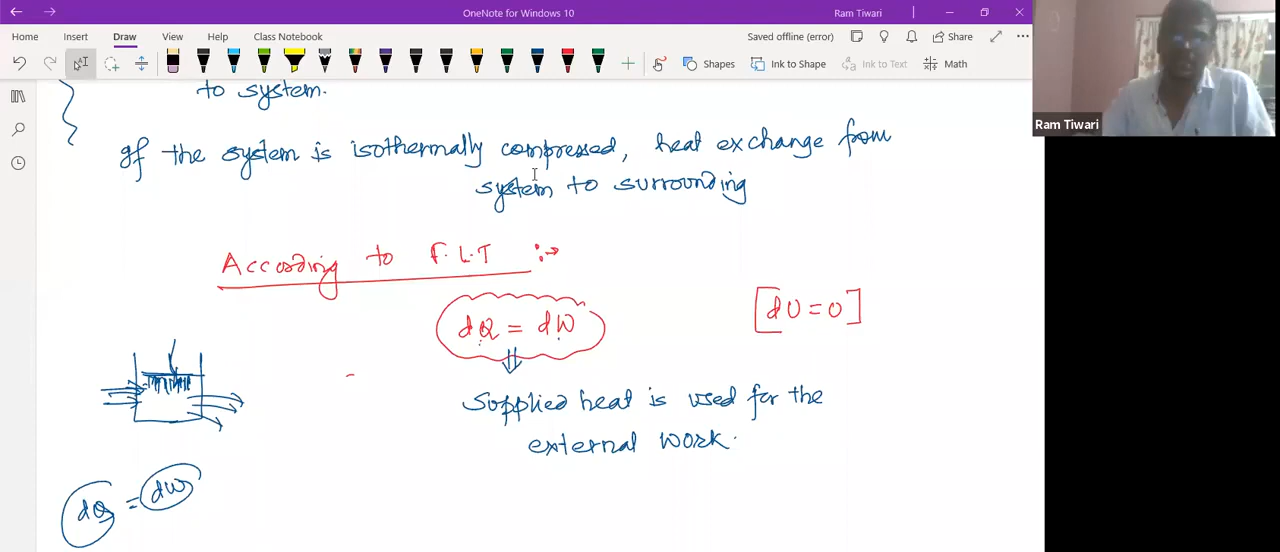 OneNote for Windows 10
Ram Tiwari
Home Insert Draw View Help Class Notebook
Saved offline (error)
Share
Shapes
Ink to Shape
Ink to Text
Math
to system.
If the system is isothermally compressed, heat exchange from
system to surrounding
According to F.L.T :→
dQ = dW
[dU = 0]
⇓
Supplied heat is used for the
external work.
dQ = dW
Ram Tiwari